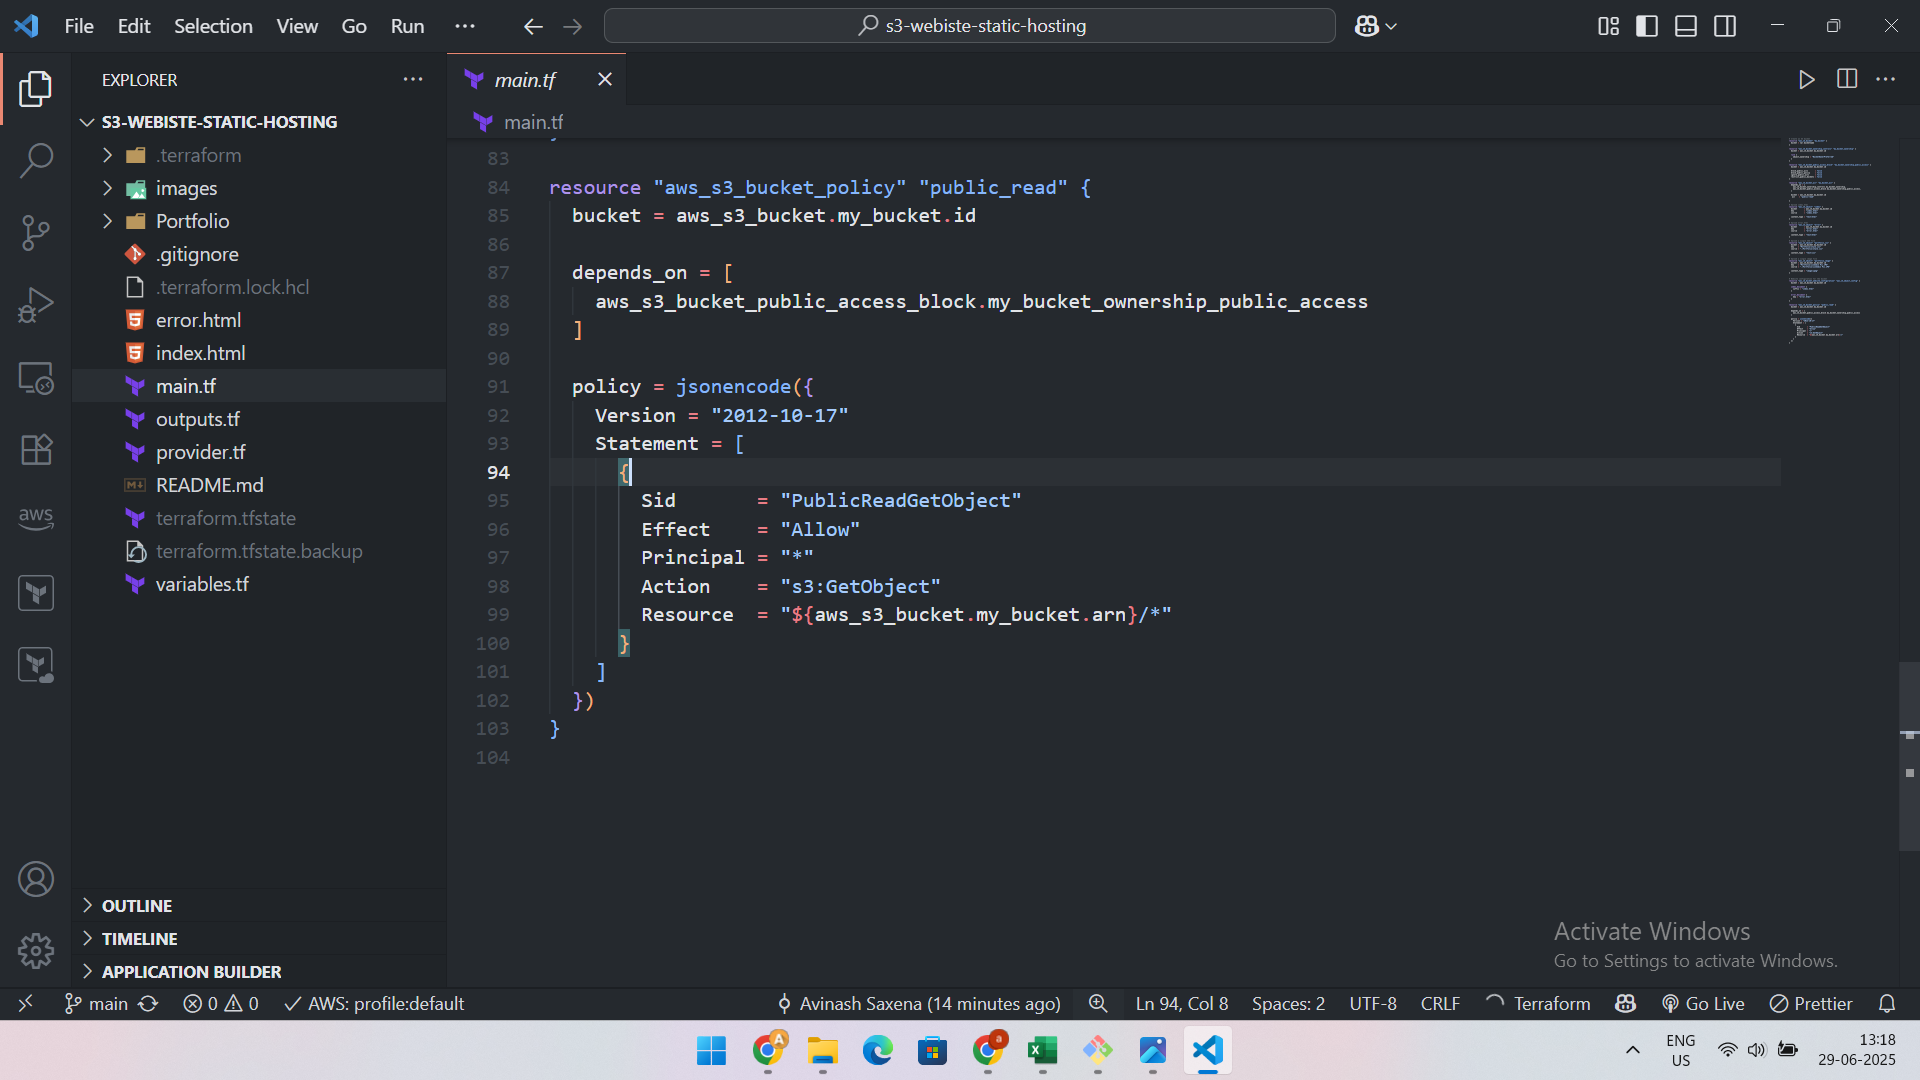 File Edit Selection View Go Run ··· s3-webiste-static-hosting
EXPLORER ···
S3-WEBISTE-STATIC-HOSTING
.terraform
images
Portfolio
.gitignore
.terraform.lock.hcl
error.html
index.html
main.tf
outputs.tf
provider.tf
README.md
terraform.tfstate
terraform.tfstate.backup
variables.tf
OUTLINE
TIMELINE
APPLICATION BUILDER
aws
main.tf
main.tf
83
84 resource "aws_s3_bucket_policy" "public_read" {
85 bucket = aws_s3_bucket.my_bucket.id
86
87 depends_on = [
88 aws_s3_bucket_public_access_block.my_bucket_ownership_public_access
89 ]
90
91 policy = jsonencode({
92 Version = "2012-10-17"
93 Statement = [
94 {
95 Sid = "PublicReadGetObject"
96 Effect = "Allow"
97 Principal = "*"
98 Action = "s3:GetObject"
99 Resource = "${aws_s3_bucket.my_bucket.arn}/*"
100 }
101 ]
102 })
103 }
104
Activate Windows
Go to Settings to activate Windows.
main 0 0 AWS: profile:default Avinash Saxena (14 minutes ago) Ln 94, Col 8 Spaces: 2 UTF-8 CRLF Terraform Go Live Prettier
ENG
US
13:18
29-06-2025